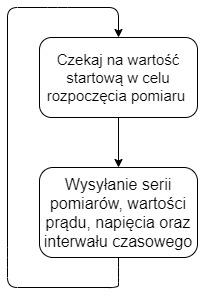 Czekaj na wartość
startową w celu
rozpoczęcia pomiaru
Wysyłanie serii
pomiarów, wartości
prądu, napięcia oraz
interwału czasowego